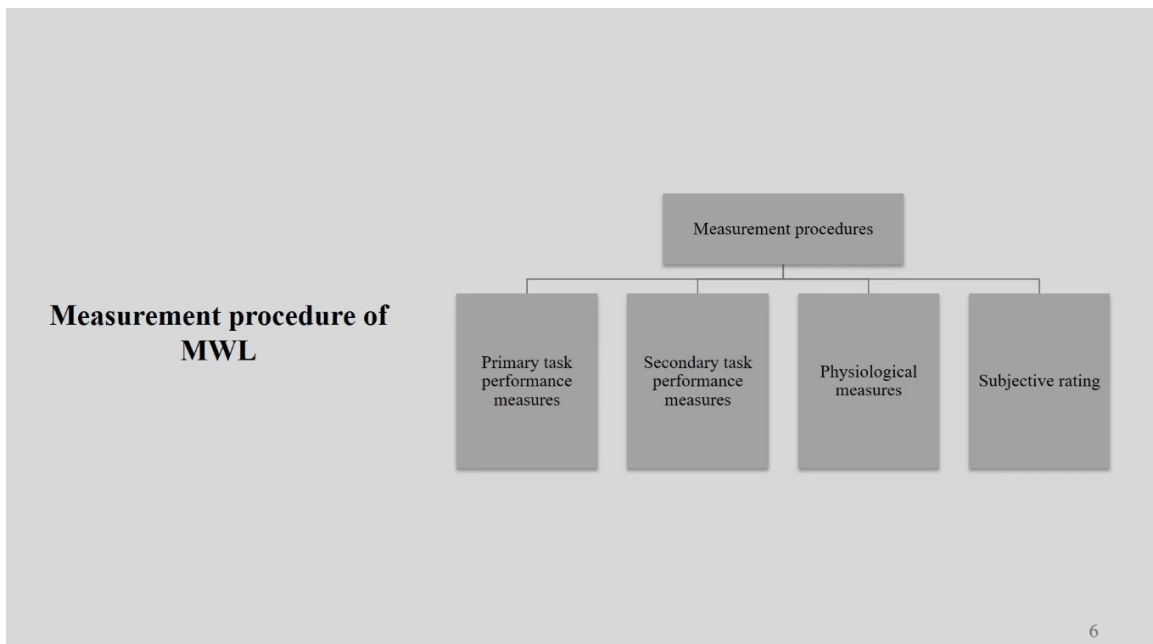 Measurement procedure of
MWL
Measurement procedures
Primary task
performance
measures
Secondary task
performance
measures
Physiological
measures
Subjective rating
6